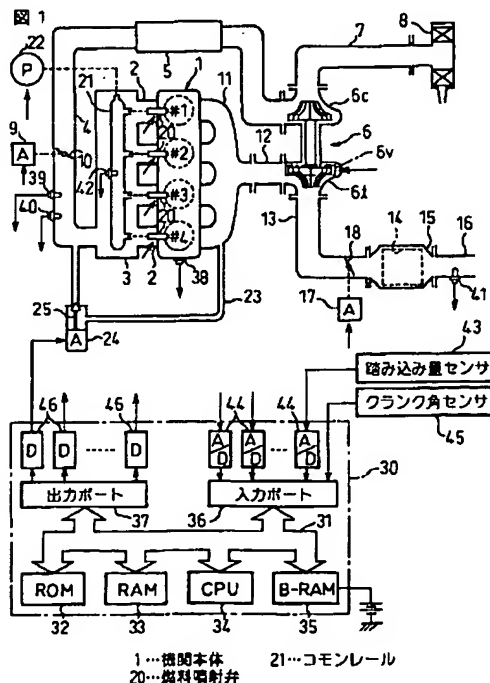 図 1
22
P
21
2
5
1
11
7
8
6c
6
6v
6t
12
13
#1
#2
#3
#4
20
20
4
42
9
A
10
39
40
3
2
38
23
25
A
24
18
17
A
14
15
16
41
43
踏み込み量センサ
クランク角センサ
45
46
46
44
44
D
D
......
D
A/D
A/D
...
A/D
30
出力ポート
37
入力ポート
36
31
ROM
RAM
CPU
B-RAM
32
33
34
35
1…機関本体
21…コモンレール
20…燃料噴射弁